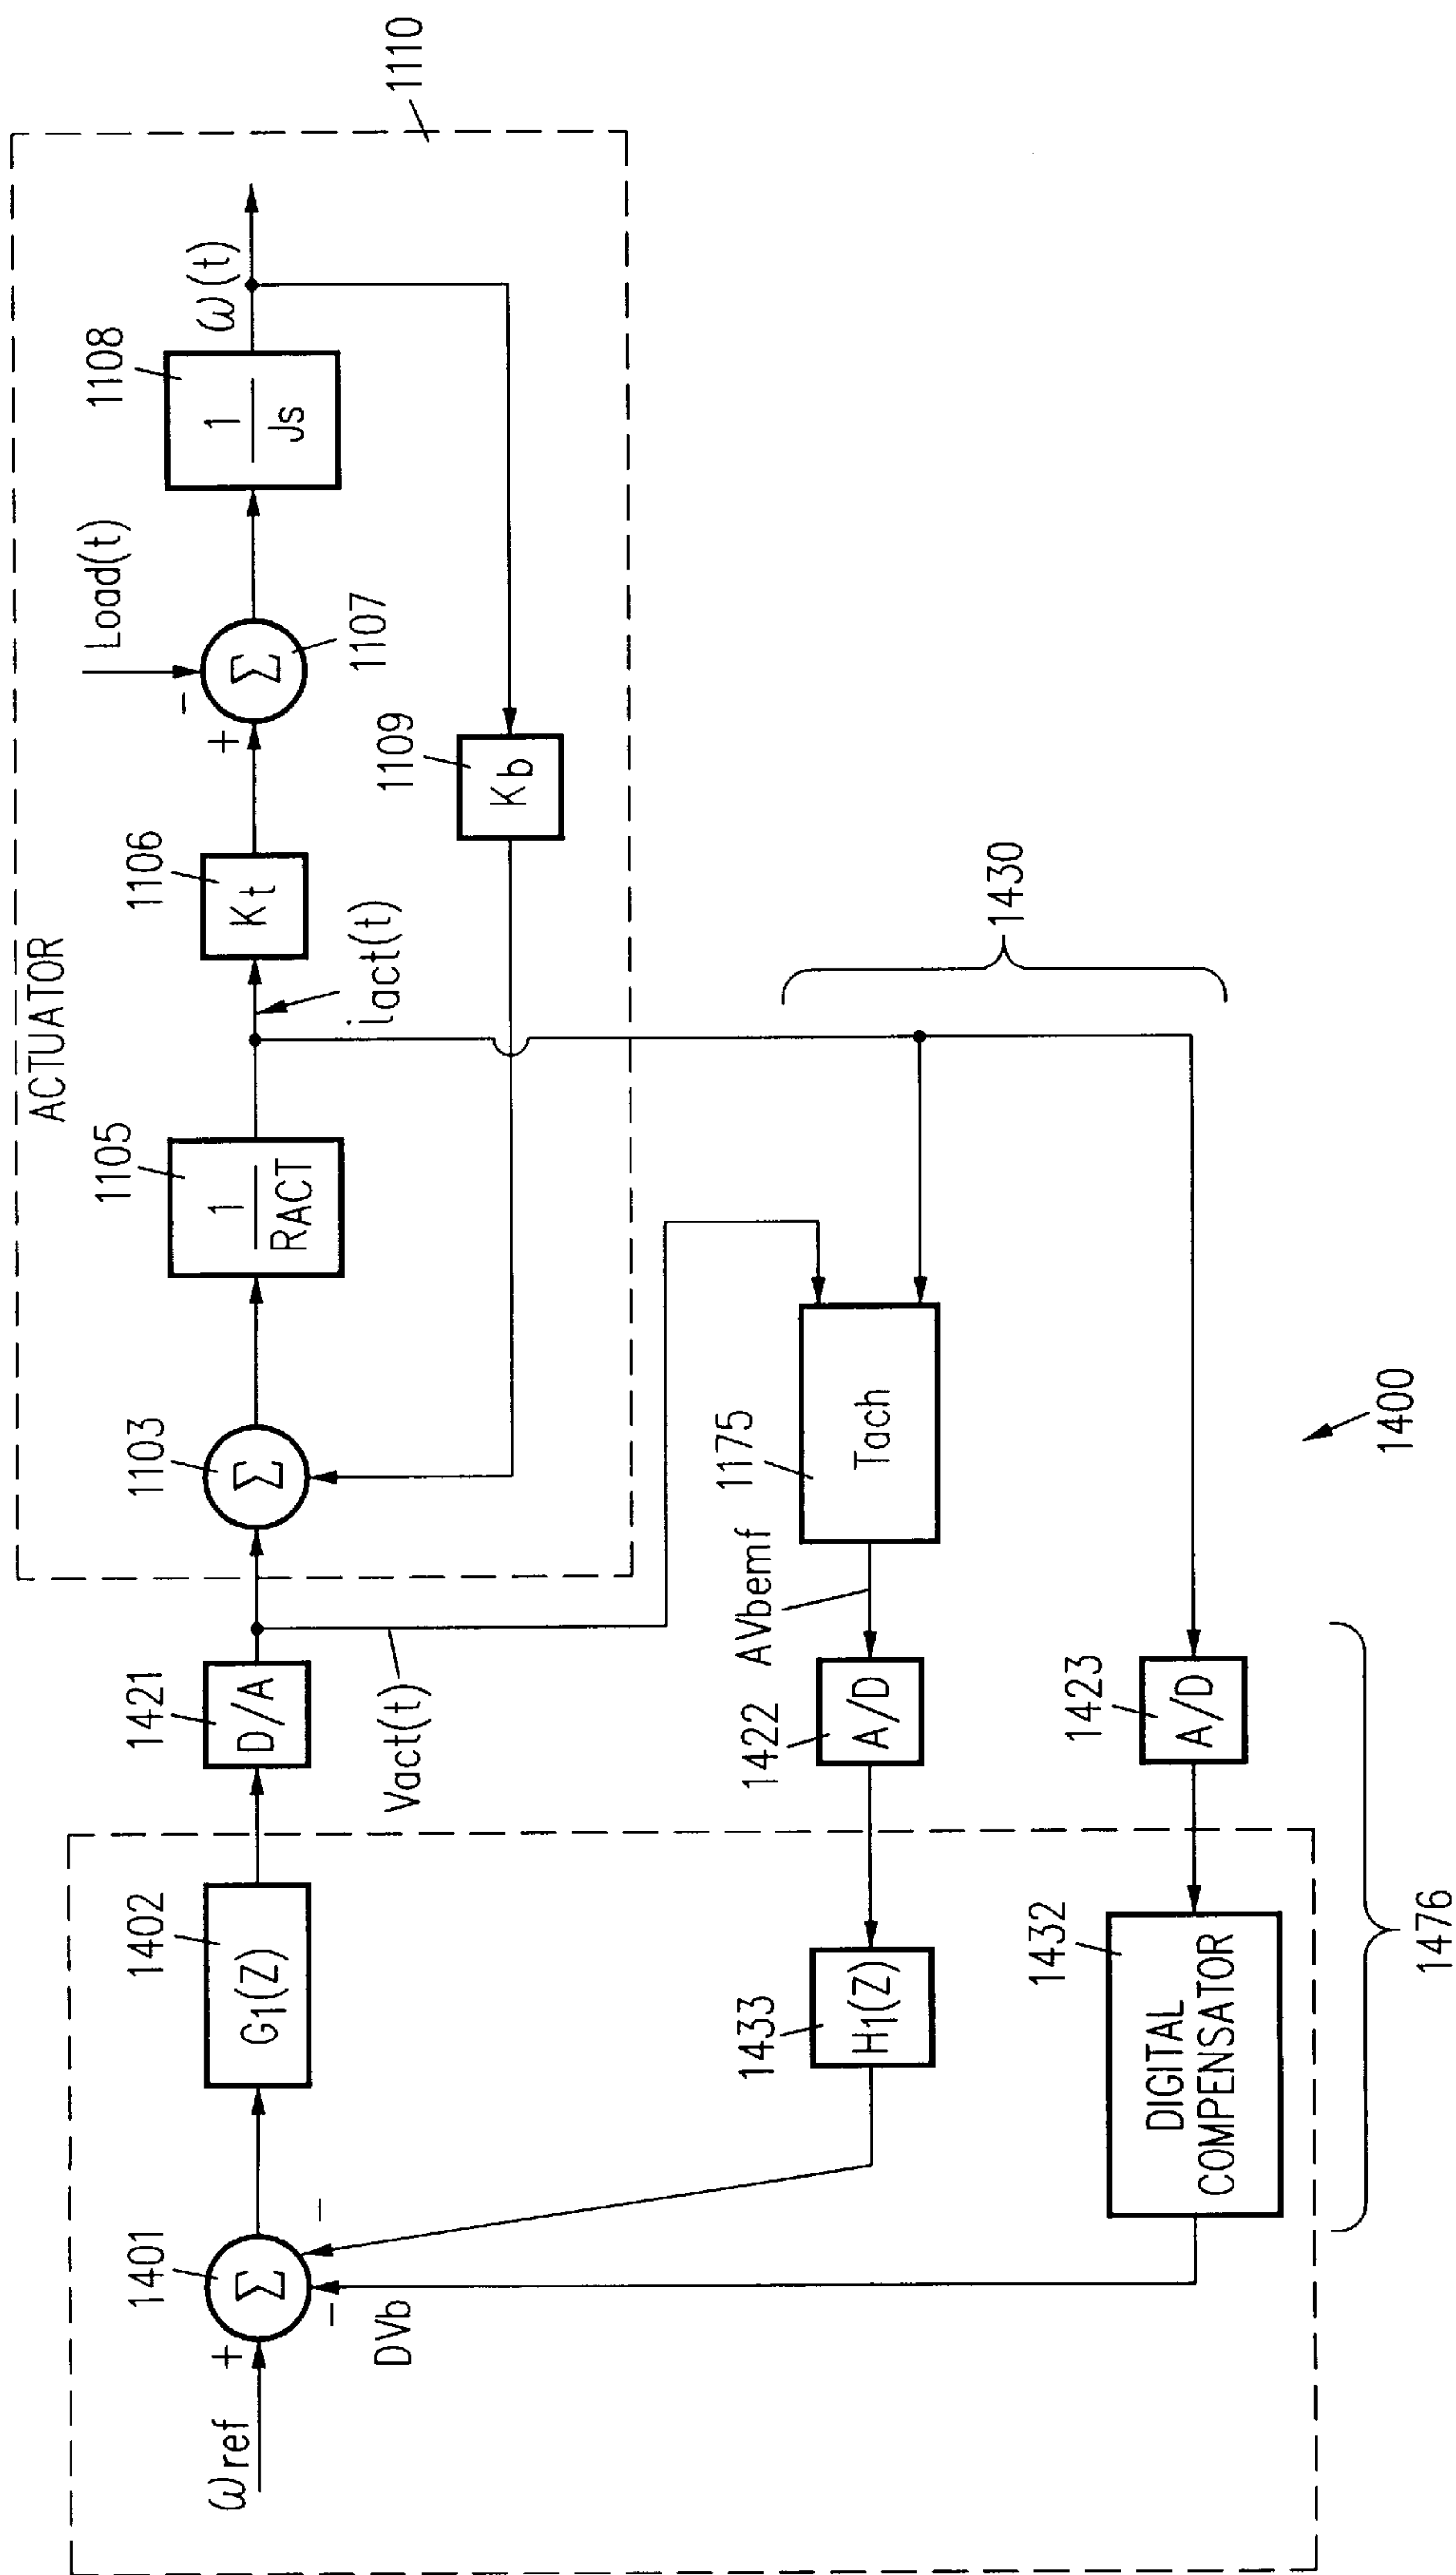 ACTUATOR
1110
ωref
+
-
-
DVb
1401
Σ
1402
G1(Z)
1421
D/A
Vact(t)
1103
Σ
1105
1
RACT
iact(t)
1106
Kt
+
-
Load(t)
Σ
1107
1108
1
Js
ω(t)
1109
Kb
1433
H1(Z)
1422
A/D
AVbemf
1175
Tach
1430
1432
DIGITAL
COMPENSATOR
1423
A/D
1476
1400